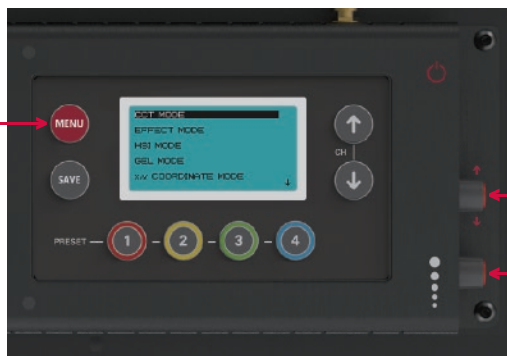 MENU
SAVE
CCT MODE
EFFECT MODE
HSI MODE
GEL MODE
x/y COORDINATE MODE
↓
↑
CH
↓
PRESET — 1 - 2 - 3 - 4